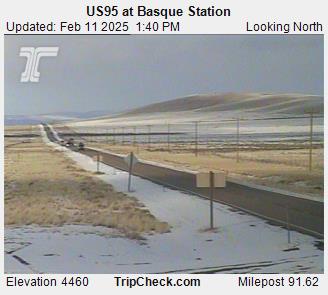 US95 at Basque Station
Updated: Feb 11 2025 1:40 PM Looking North
Elevation 4460 TripCheck.com Milepost 91.62